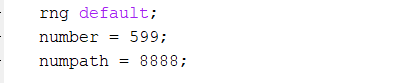 rng default;
number = 599;
numpath = 8888;